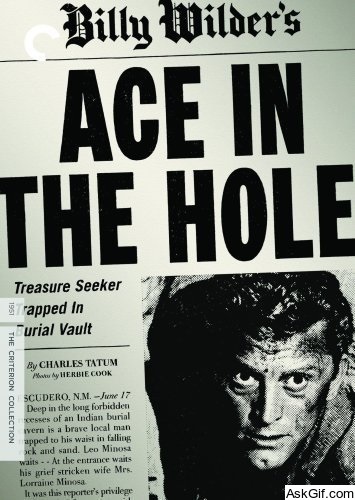 Billy Wilder's
ACE IN
THE HOLE
Treasure Seeker
Trapped In
Burial Vault
By CHARLES TATUM
Photos by HERBIE COOK
ESCUDERO, N.M. —June 17
Deep in the long forbidden
recesses of an Indian burial
cavern is a brave local man
trapped to his waist in falling
rock and sand. Leo Minosa
waits - - At the entrance waits
his grief stricken wife Mrs.
Lorraine Minosa.
It was this reporter's privilege
1951
THE CRITERION COLLECTION
AskGif.com